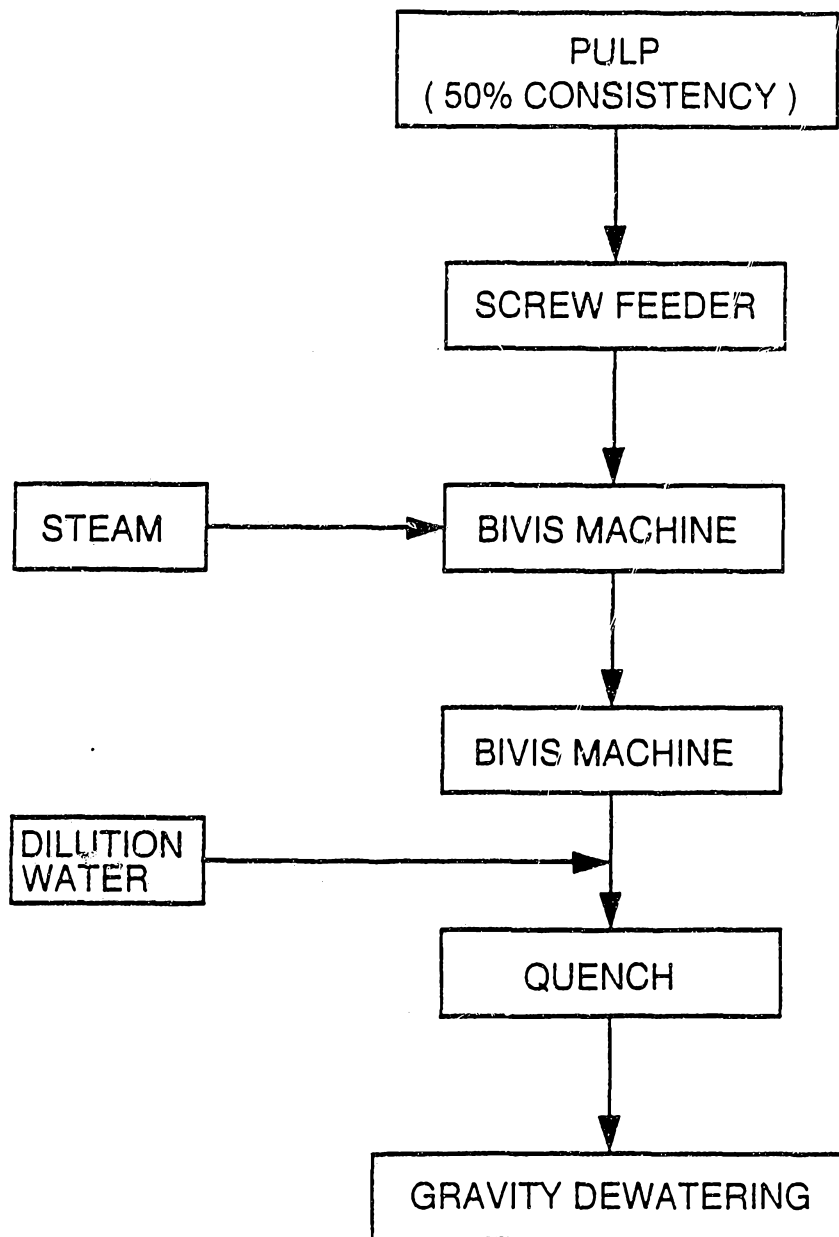 PULP
( 50% CONSISTENCY )
SCREW FEEDER
STEAM
BIVIS MACHINE
BIVIS MACHINE
DILUTION
WATER
QUENCH
GRAVITY DEWATERING